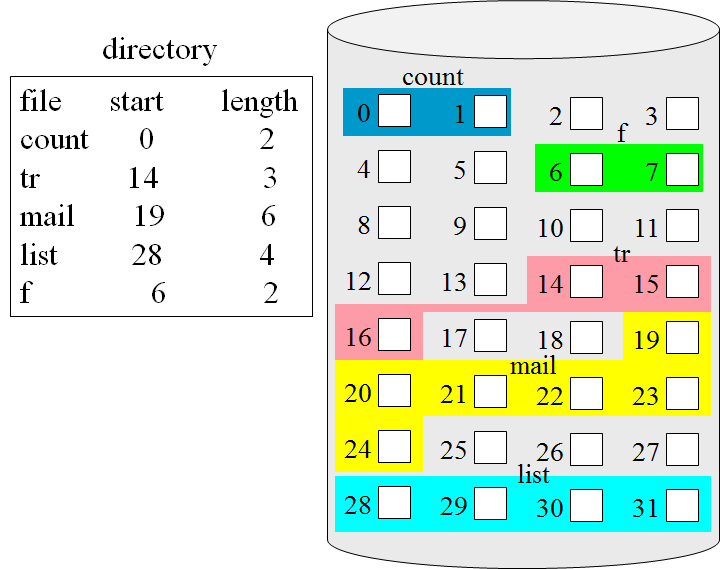 directory
file start length
count 0 2
tr 14 3
mail 19 6
list 28 4
f 6 2
count
0 1 2 3
f
4 5 6 7
8 9 10 11
tr
12 13 14 15
16 17 18 19
mail
20 21 22 23
24 25 26 27
list
28 29 30 31